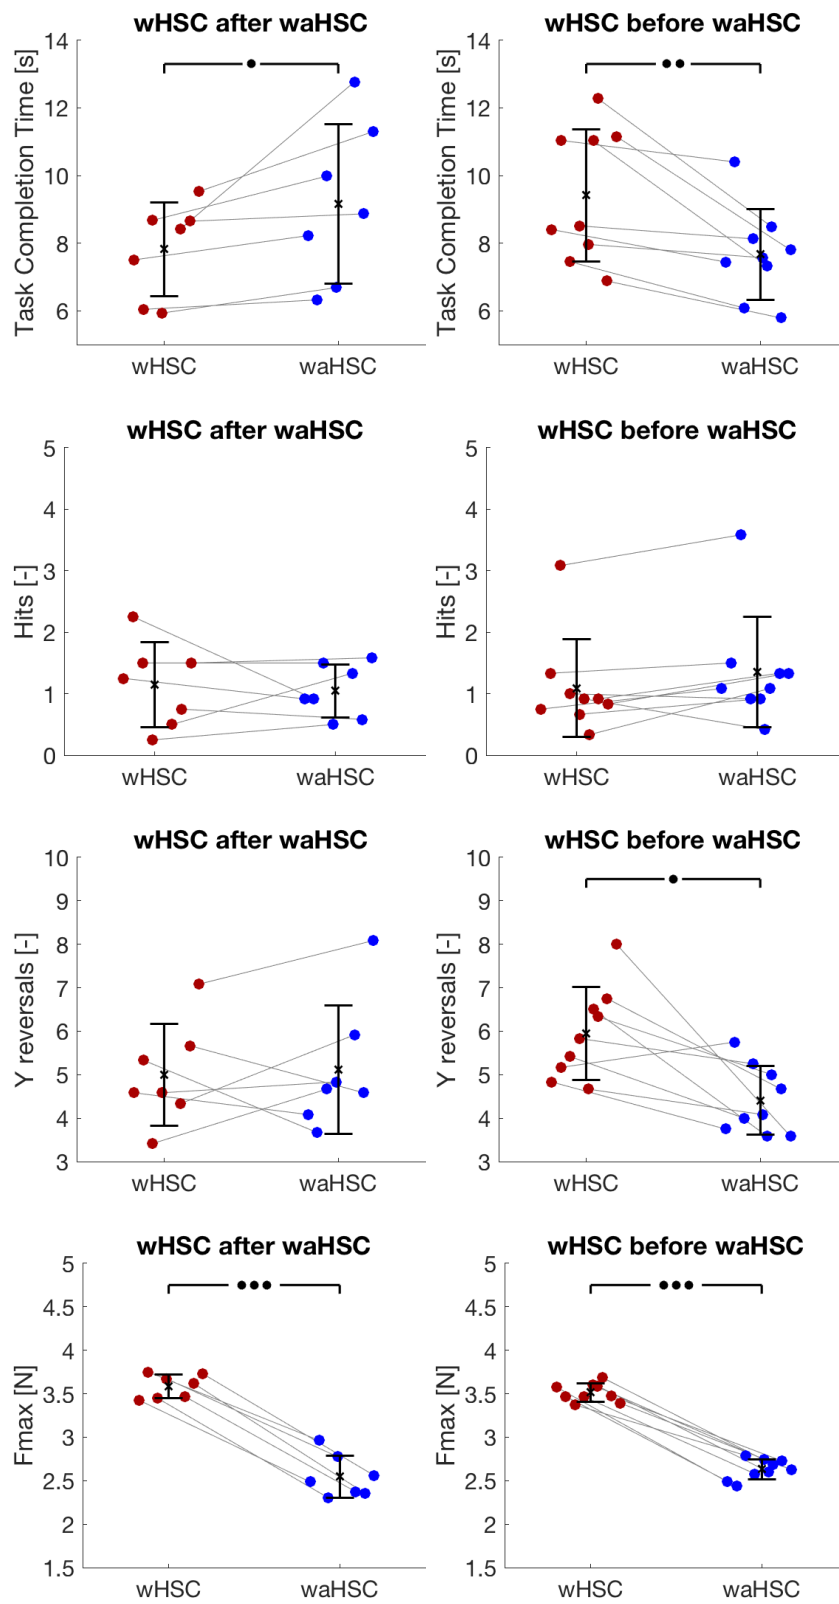 wHSC after waHSC
Task Completion Time [s]
14
12
10
8
6
wHSC
waHSC
wHSC before waHSC
Task Completion Time [s]
14
12
10
8
6
wHSC
waHSC
wHSC after waHSC
Hits [-]
5
4
3
2
1
0
wHSC
waHSC
wHSC before waHSC
Hits [-]
5
4
3
2
1
0
wHSC
waHSC
wHSC after waHSC
Y reversals [-]
10
9
8
7
6
5
4
3
wHSC
waHSC
wHSC before waHSC
Y reversals [-]
10
9
8
7
6
5
4
3
wHSC
waHSC
wHSC after waHSC
Fmax [N]
5
4.5
4
3.5
3
2.5
2
1.5
wHSC
waHSC
wHSC before waHSC
Fmax [N]
5
4.5
4
3.5
3
2.5
2
1.5
wHSC
waHSC